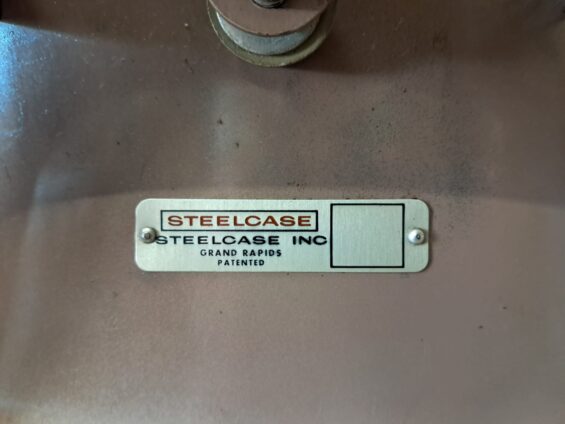 STEELCASE
STEELCASE INC
GRAND RAPIDS
PATENTED